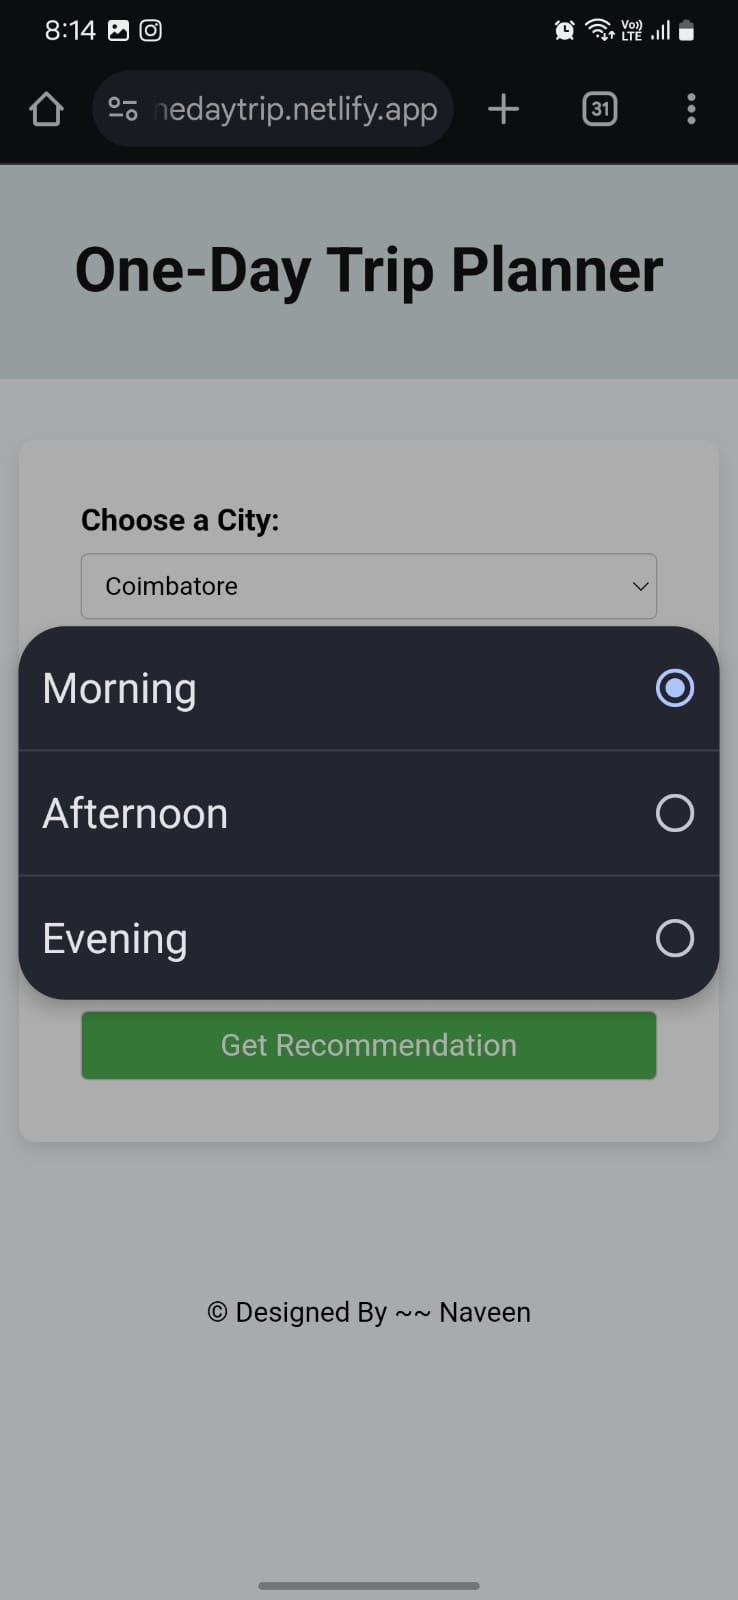 8:14
Vo)) LTE
nedaytrip.netlify.app
31
One-Day Trip Planner
Choose a City:
Coimbatore
Morning
Afternoon
Evening
Get Recommendation
© Designed By ~~ Naveen